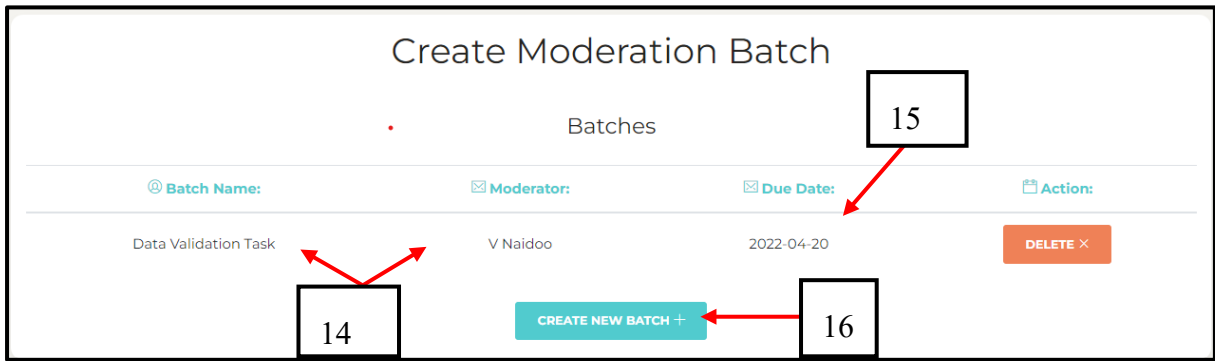 Create Moderation Batch
15
Batches
Batch Name: Moderator: Due Date: Action:
Data Validation Task V Naidoo 2022-04-20 DELETE ×
14
CREATE NEW BATCH +
16